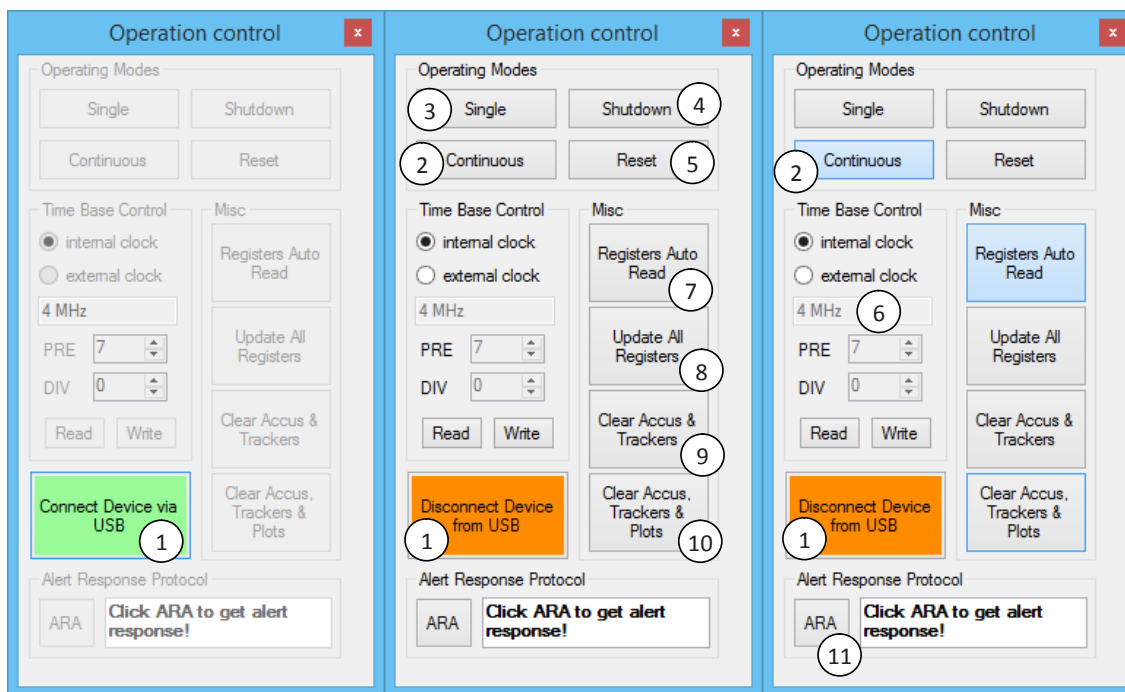 Operation control x
Operating Modes
Single Shutdown
Continuous Reset
Time Base Control
internal clock
external clock
4 MHz
PRE 7
DIV 0
Read Write
Misc
Registers Auto
Read
Update All
Registers
Clear Accus &
Trackers
Clear Accus,
Trackers &
Plots
Connect Device via
USB
1
Alert Response Protocol
ARA
Click ARA to get alert
response!
Operation control x
Operating Modes
3 Single Shutdown 4
2 Continuous Reset 5
Time Base Control
internal clock
external clock
4 MHz
PRE 7
DIV 0
Read Write
Misc
Registers Auto
Read
7
Update All
Registers
8
Clear Accus &
Trackers
9
Clear Accus,
Trackers &
Plots
10
Disconnect Device
from USB
1
Alert Response Protocol
ARA
Click ARA to get alert
response!
Operation control x
Operating Modes
Single Shutdown
2 Continuous Reset
Time Base Control
internal clock
external clock
4 MHz 6
PRE 7
DIV 0
Read Write
Misc
Registers Auto
Read
Update All
Registers
Clear Accus &
Trackers
Clear Accus,
Trackers &
Plots
Disconnect Device
from USB
1
Alert Response Protocol
ARA
11
Click ARA to get alert
response!